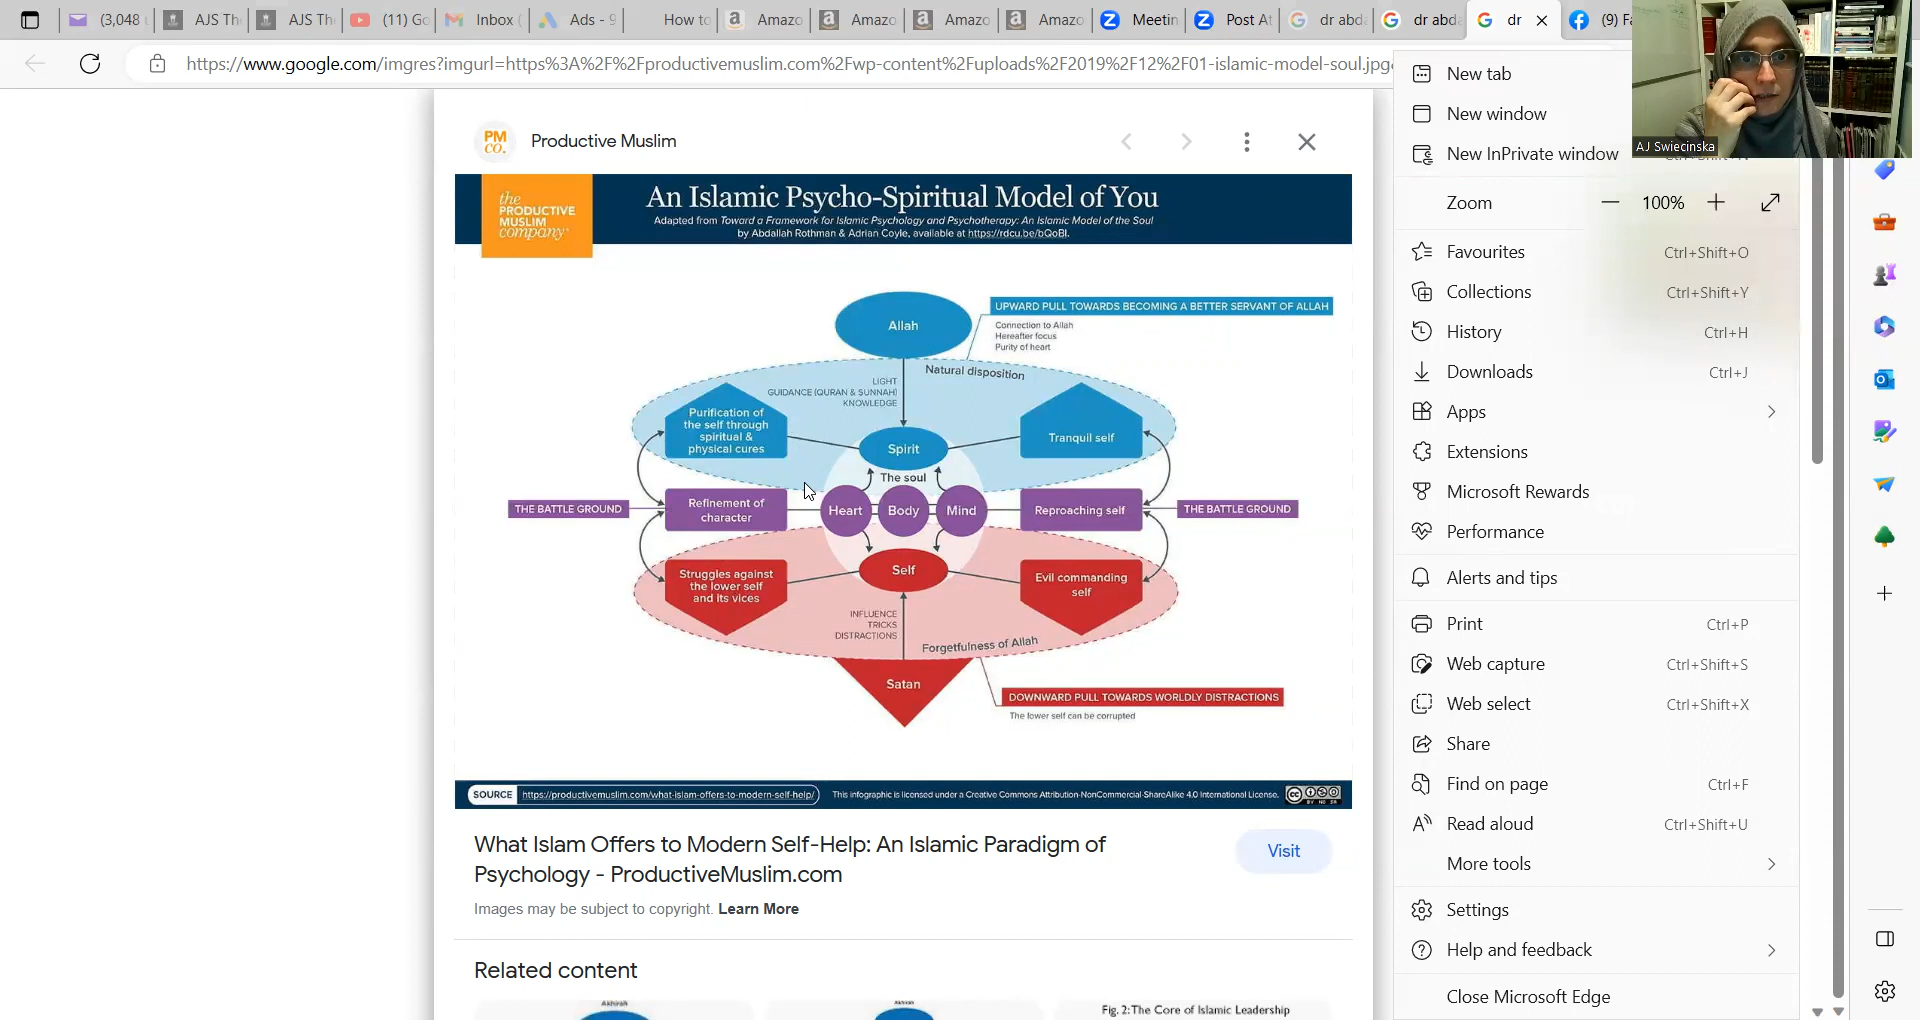 (3,048
AJS Th
AJS Th
(11) Go
Inbox (
Ads - 9
How to
Amazo
Amazo
Amazo
Amazo
Meetin
Post At
dr abda
dr abda
dr
(9) Fa
https://www.google.com/imgres?imgurl=https%3A%2F%2Fproductivemuslim.com%2Fwp-content%2Fuploads%2F2019%2F12%2F01-islamic-model-soul.jpg
AJ Swiecinska
PM
co.
Productive Muslim
the
PRODUCTIVE
MUSLIM
company
An Islamic Psycho-Spiritual Model of You
Adapted from Toward a Framework for Islamic Psychology and Psychotherapy: An Islamic Model of the Soul
by Abdallah Rothman & Adrian Coyle, available at https://rdcu.be/bQoBl.
Allah
UPWARD PULL TOWARDS BECOMING A BETTER SERVANT OF ALLAH
Connection to Allah
Hereafter focus
Purity of heart
Natural disposition
LIGHT
GUIDANCE (QURAN & SUNNAH)
KNOWLEDGE
Purification of
the self through
spiritual &
physical cures
Spirit
Tranquil self
The soul
THE BATTLE GROUND
Refinement of
character
Heart
Body
Mind
Reproaching self
THE BATTLE GROUND
Struggles against
the lower self
and its vices
Self
Evil commanding
self
INFLUENCE
TRICKS
DISTRACTIONS
Forgetfulness of Allah
Satan
DOWNWARD PULL TOWARDS WORLDLY DISTRACTIONS
The lower self can be corrupted
SOURCE https://productivemuslim.com/what-islam-offers-to-modern-self-help/
This infographic is licensed under a Creative Commons Attribution-NonCommercial-ShareAlike 4.0 International License.
What Islam Offers to Modern Self-Help: An Islamic Paradigm of
Psychology - ProductiveMuslim.com
Visit
Images may be subject to copyright. Learn More
Related content
Akhirah
Fig. 2: The Core of Islamic Leadership
New tab
New window
New InPrivate window
Zoom
100%
Favourites Ctrl+Shift+O
Collections Ctrl+Shift+Y
History Ctrl+H
Downloads Ctrl+J
Apps
Extensions
Microsoft Rewards
Performance
Alerts and tips
Print Ctrl+P
Web capture Ctrl+Shift+S
Web select Ctrl+Shift+X
Share
Find on page Ctrl+F
Read aloud Ctrl+Shift+U
More tools
Settings
Help and feedback
Close Microsoft Edge